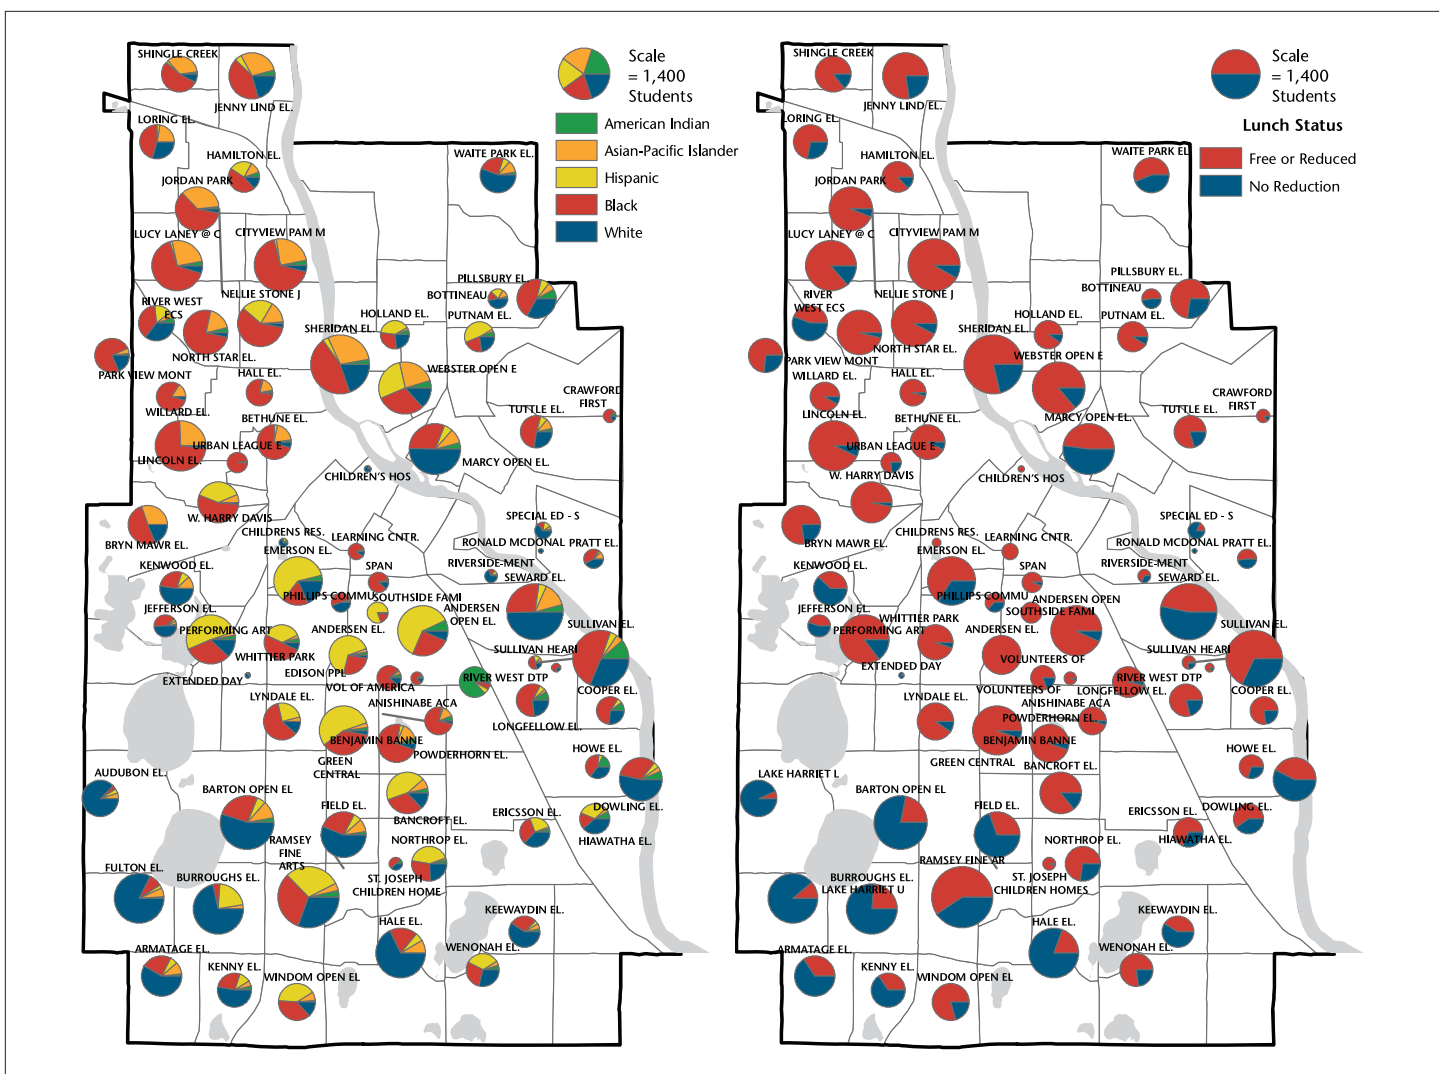 SHINGLE CREEK
JENNY LIND EL.
Scale
= 1,400
Students
American Indian
Asian-Pacific Islander
Hispanic
Black
White
LORING EL.
HAMILTON EL.
WAITE PARK EL.
JORDAN PARK
LUCY LANEY @ C
CITYVIEW PAM M
PILLSBURY EL.
BOTTINEAU
NELLIE STONE J
RIVER WEST
ECS
HOLLAND EL.
PUTNAM EL.
SHERIDAN EL.
NORTH STAR EL.
WEBSTER OPEN E
PARK VIEW MONT
HALL EL.
CRAWFORD
FIRST
WILLARD EL.
TUTTLE EL.
BETHUNE EL.
URBAN LEAGUE E
LINCOLN EL.
MARCY OPEN EL.
CHILDREN'S HOS
W. HARRY DAVIS
SPECIAL ED - S
BRYN MAWR EL.
CHILDRENS RES.
LEARNING CNTR.
RONALD MCDONAL
PRATT EL.
EMERSON EL.
KENWOOD EL.
SPAN
RIVERSIDE-MENT
SEWARD EL.
PHILLIPS COMMU
SOUTHSIDE FAMI
JEFFERSON EL.
ANDERSEN
OPEN EL.
SULLIVAN EL.
PERFORMING ART
ANDERSEN EL.
WHITTIER PARK
SULLIVAN HEARI
EDISON PPL
EXTENDED DAY
VOL OF AMERICA
RIVER WEST DTP
LYNDALE EL.
COOPER EL.
ANISHINABE ACA
LONGFELLOW EL.
BENJAMIN BANNE
POWDERHORN EL.
GREEN
CENTRAL
HOWE EL.
AUDUBON EL.
BARTON OPEN EL
FIELD EL.
DOWLING EL.
BANCROFT EL.
ERICSSON EL.
HIAWATHA EL.
RAMSEY
FINE
ARTS
NORTHROP EL.
FULTON EL.
BURROUGHS EL.
ST. JOSEPH
CHILDREN HOME
KEEWAYDIN EL.
HALE EL.
ARMATAGE EL.
WENONAH EL.
KENNY EL.
WINDOM OPEN EL
SHINGLE CREEK
JENNY LIND EL.
Scale
= 1,400
Students
Lunch Status
Free or Reduced
No Reduction
LORING EL.
HAMILTON EL.
WAITE PARK EL
JORDAN PARK
LUCY LANEY @ C
CITYVIEW PAM M
PILLSBURY EL.
BOTTINEAU
RIVER
WEST ECS
NELLIE STONE J
HOLLAND EL.
PUTNAM EL.
SHERIDAN EL.
NORTH STAR EL.
WEBSTER OPEN E
PARK VIEW MONT
WILLARD EL.
HALL EL.
CRAWFORD
FIRST
LINCOLN EL.
BETHUNE EL.
MARCY OPEN EL.
TUTTLE EL.
URBAN LEAGUE E
W. HARRY DAVIS
CHILDREN'S HOS
SPECIAL ED - S
BRYN MAWR EL.
CHILDRENS RES.
LEARNING CNTR.
RONALD MCDONAL
PRATT EL.
EMERSON EL.
KENWOOD EL.
SPAN
RIVERSIDE-MENT
SEWARD EL.
PHILLIPS COMMU
ANDERSEN OPEN
JEFFERSON EL.
SOUTHSIDE FAMI
WHITTIER PARK
SULLIVAN EL.
PERFORMING ART
ANDERSEN EL.
SULLIVAN HEARI
EXTENDED DAY
VOLUNTEERS OF
RIVER WEST DTP
VOLUNTEERS OF
LONGFELLOW EL.
LYNDALE EL.
COOPER EL.
ANISHINABE ACA
POWDERHORN EL.
BENJAMIN BANNE
GREEN CENTRAL
BANCROFT EL.
HOWE EL.
LAKE HARRIET L
BARTON OPEN EL
FIELD EL.
ERICSSON EL.
DOWLING EL.
NORTHROP EL.
HIAWATHA EL.
RAMSEY FINE AR
BURROUGHS EL.
LAKE HARRIET U
ST. JOSEPH
CHILDREN HOMES
KEEWAYDIN EL.
HALE EL.
ARMATAGE EL.
WENONAH EL.
KENNY EL.
WINDOM OPEN EL